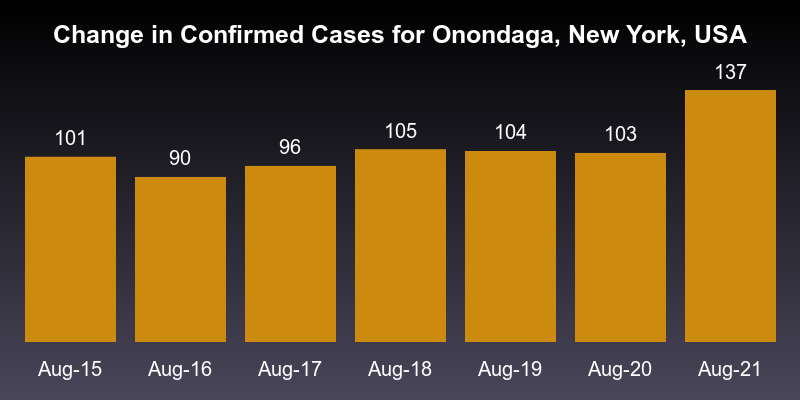 Change in Confirmed Cases for Onondaga, New York, USA
137
101
90
96
105
104
103
Aug-15
Aug-16
Aug-17
Aug-18
Aug-19
Aug-20
Aug-21